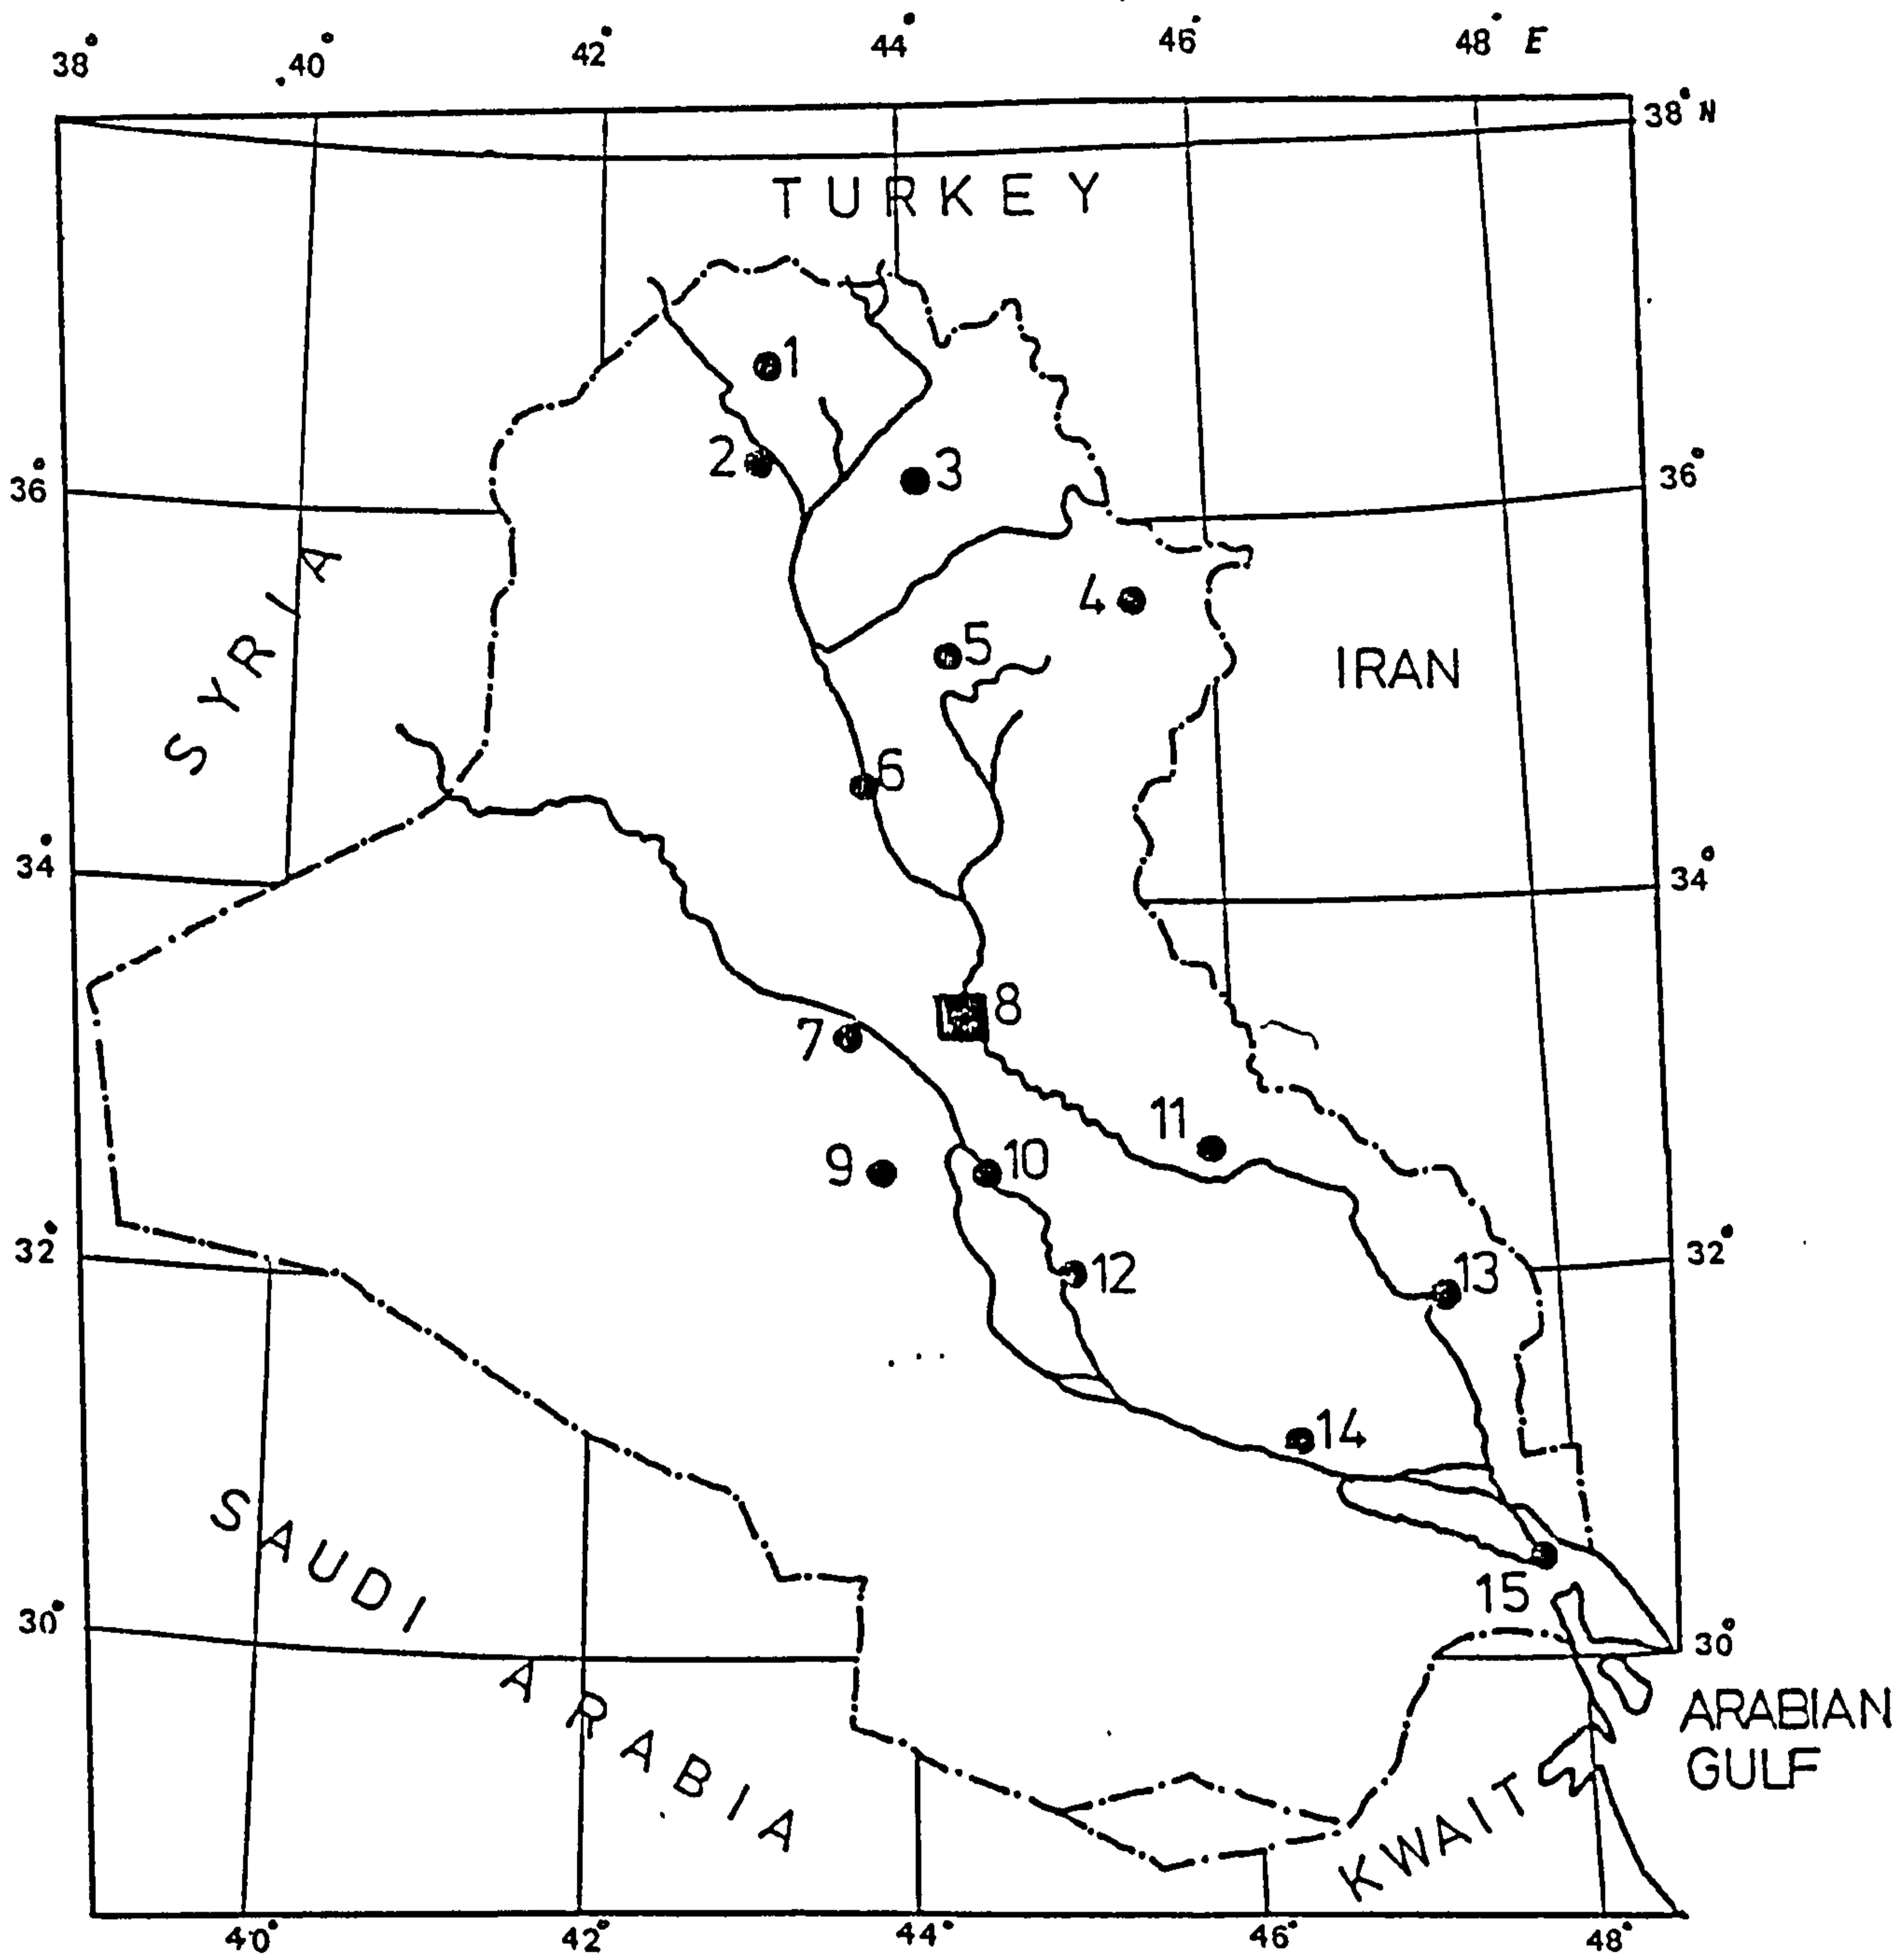 38° 40° 42° 44° 46° 48° E
38° N
TURKEY
1
2
3
36° 36°
SYRIA
4
5
IRAN
6
34° 34°
8
7
11
9
10
32° 32°
12
13
14
SAUDI
ARABIA
15
30° 30°
ARABIAN
GULF
KWAIT
40° 42° 44° 46° 48°